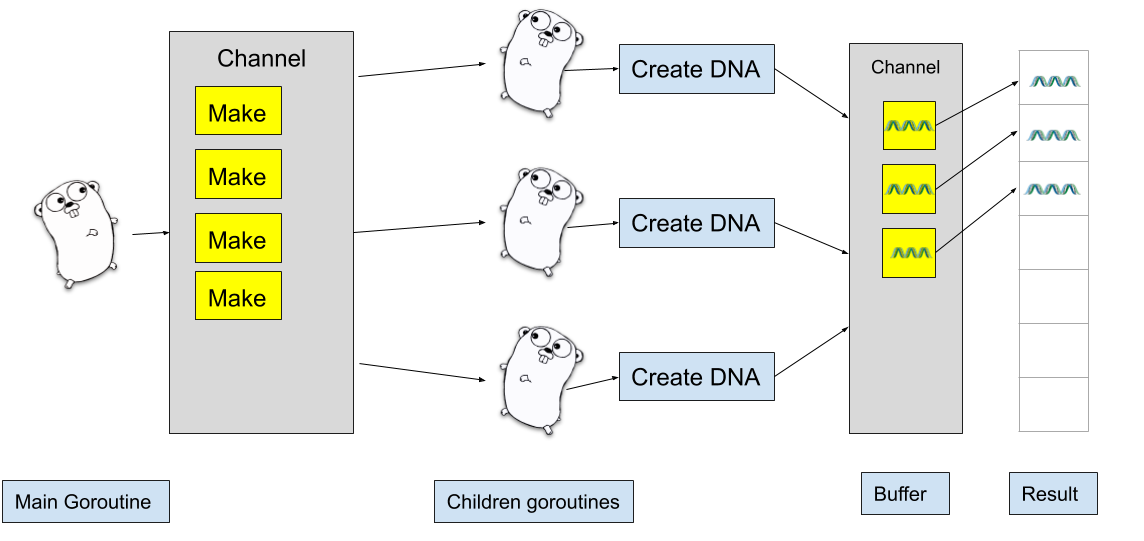 Channel
Make
Make
Make
Make
Create DNA
Create DNA
Create DNA
Channel
Main Goroutine
Children goroutines
Buffer
Result